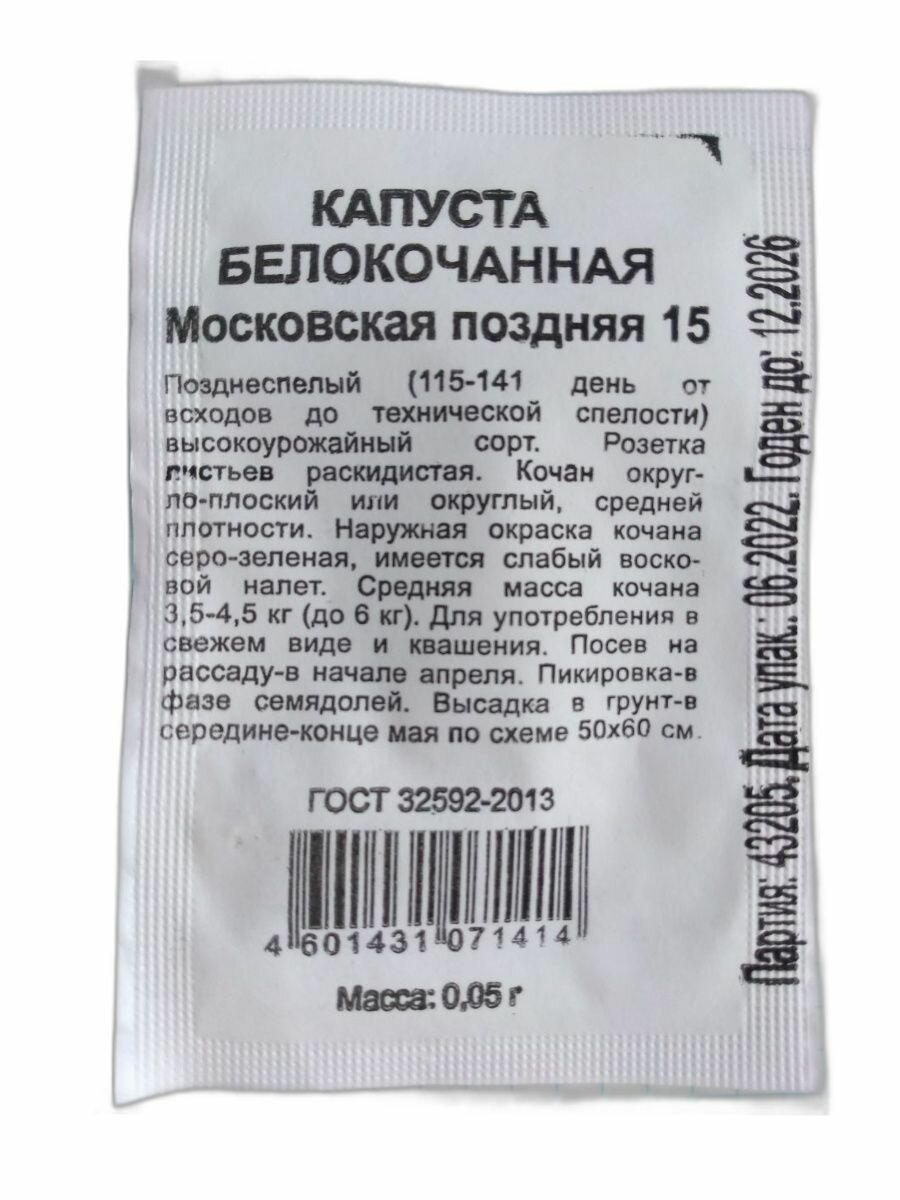 КАПУСТА
БЕЛОКОЧАННАЯ
Московская поздняя 15
Позднеспелый (115-141 день от
всходов до технической спелости)
высокоурожайный сорт. Розетка
листьев раскидистая. Кочан округ-
ло-плоский или округлый, средней
плотности. Наружная окраска кочана
серо-зеленая, имеется слабый воско-
вой налет. Средняя масса кочана
3,5-4,5 кг (до 6 кг). Для употребления в
свежем виде и квашения. Посев на
рассаду-в начале апреля. Пикировка-в
фазе семядолей. Высадка в грунт-в
середине-конце мая по схеме 50х60 см.
ГОСТ 32592-2013
4 601431 071414
Масса: 0,05 г
Партия: 43205. Дата упак.: 06.2022. Годен до: 12.2026